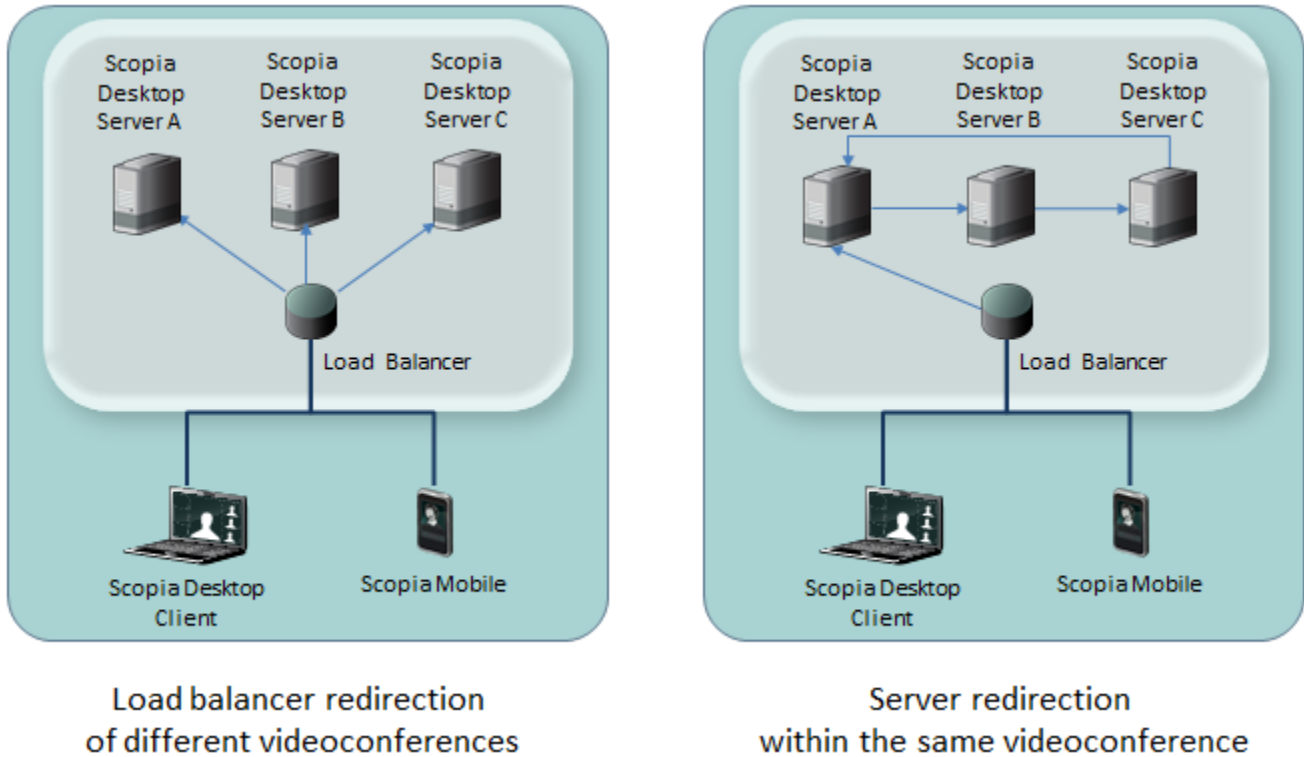 Scopia
Desktop
Server A
Scopia
Desktop
Server B
Scopia
Desktop
Server C
Load Balancer
Scopia Desktop
Client
Scopia Mobile
Load balancer redirection
of different videoconferences
Scopia
Desktop
Server A
Scopia
Desktop
Server B
Scopia
Desktop
Server C
Load Balancer
Scopia Desktop
Client
Scopia Mobile
Server redirection
within the same videoconference